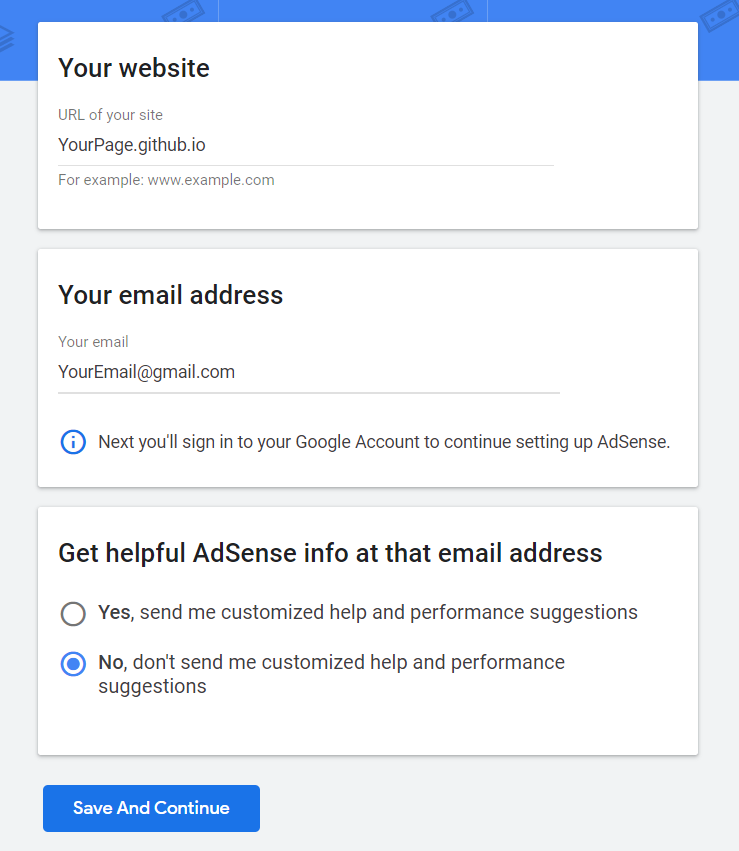 Your website
URL of your site
YourPage.github.io
For example: www.example.com
Your email address
Your email
YourEmail@gmail.com
Next you'll sign in to your Google Account to continue setting up AdSense.
Get helpful AdSense info at that email address
Yes, send me customized help and performance suggestions
No, don't send me customized help and performance
suggestions
Save And Continue